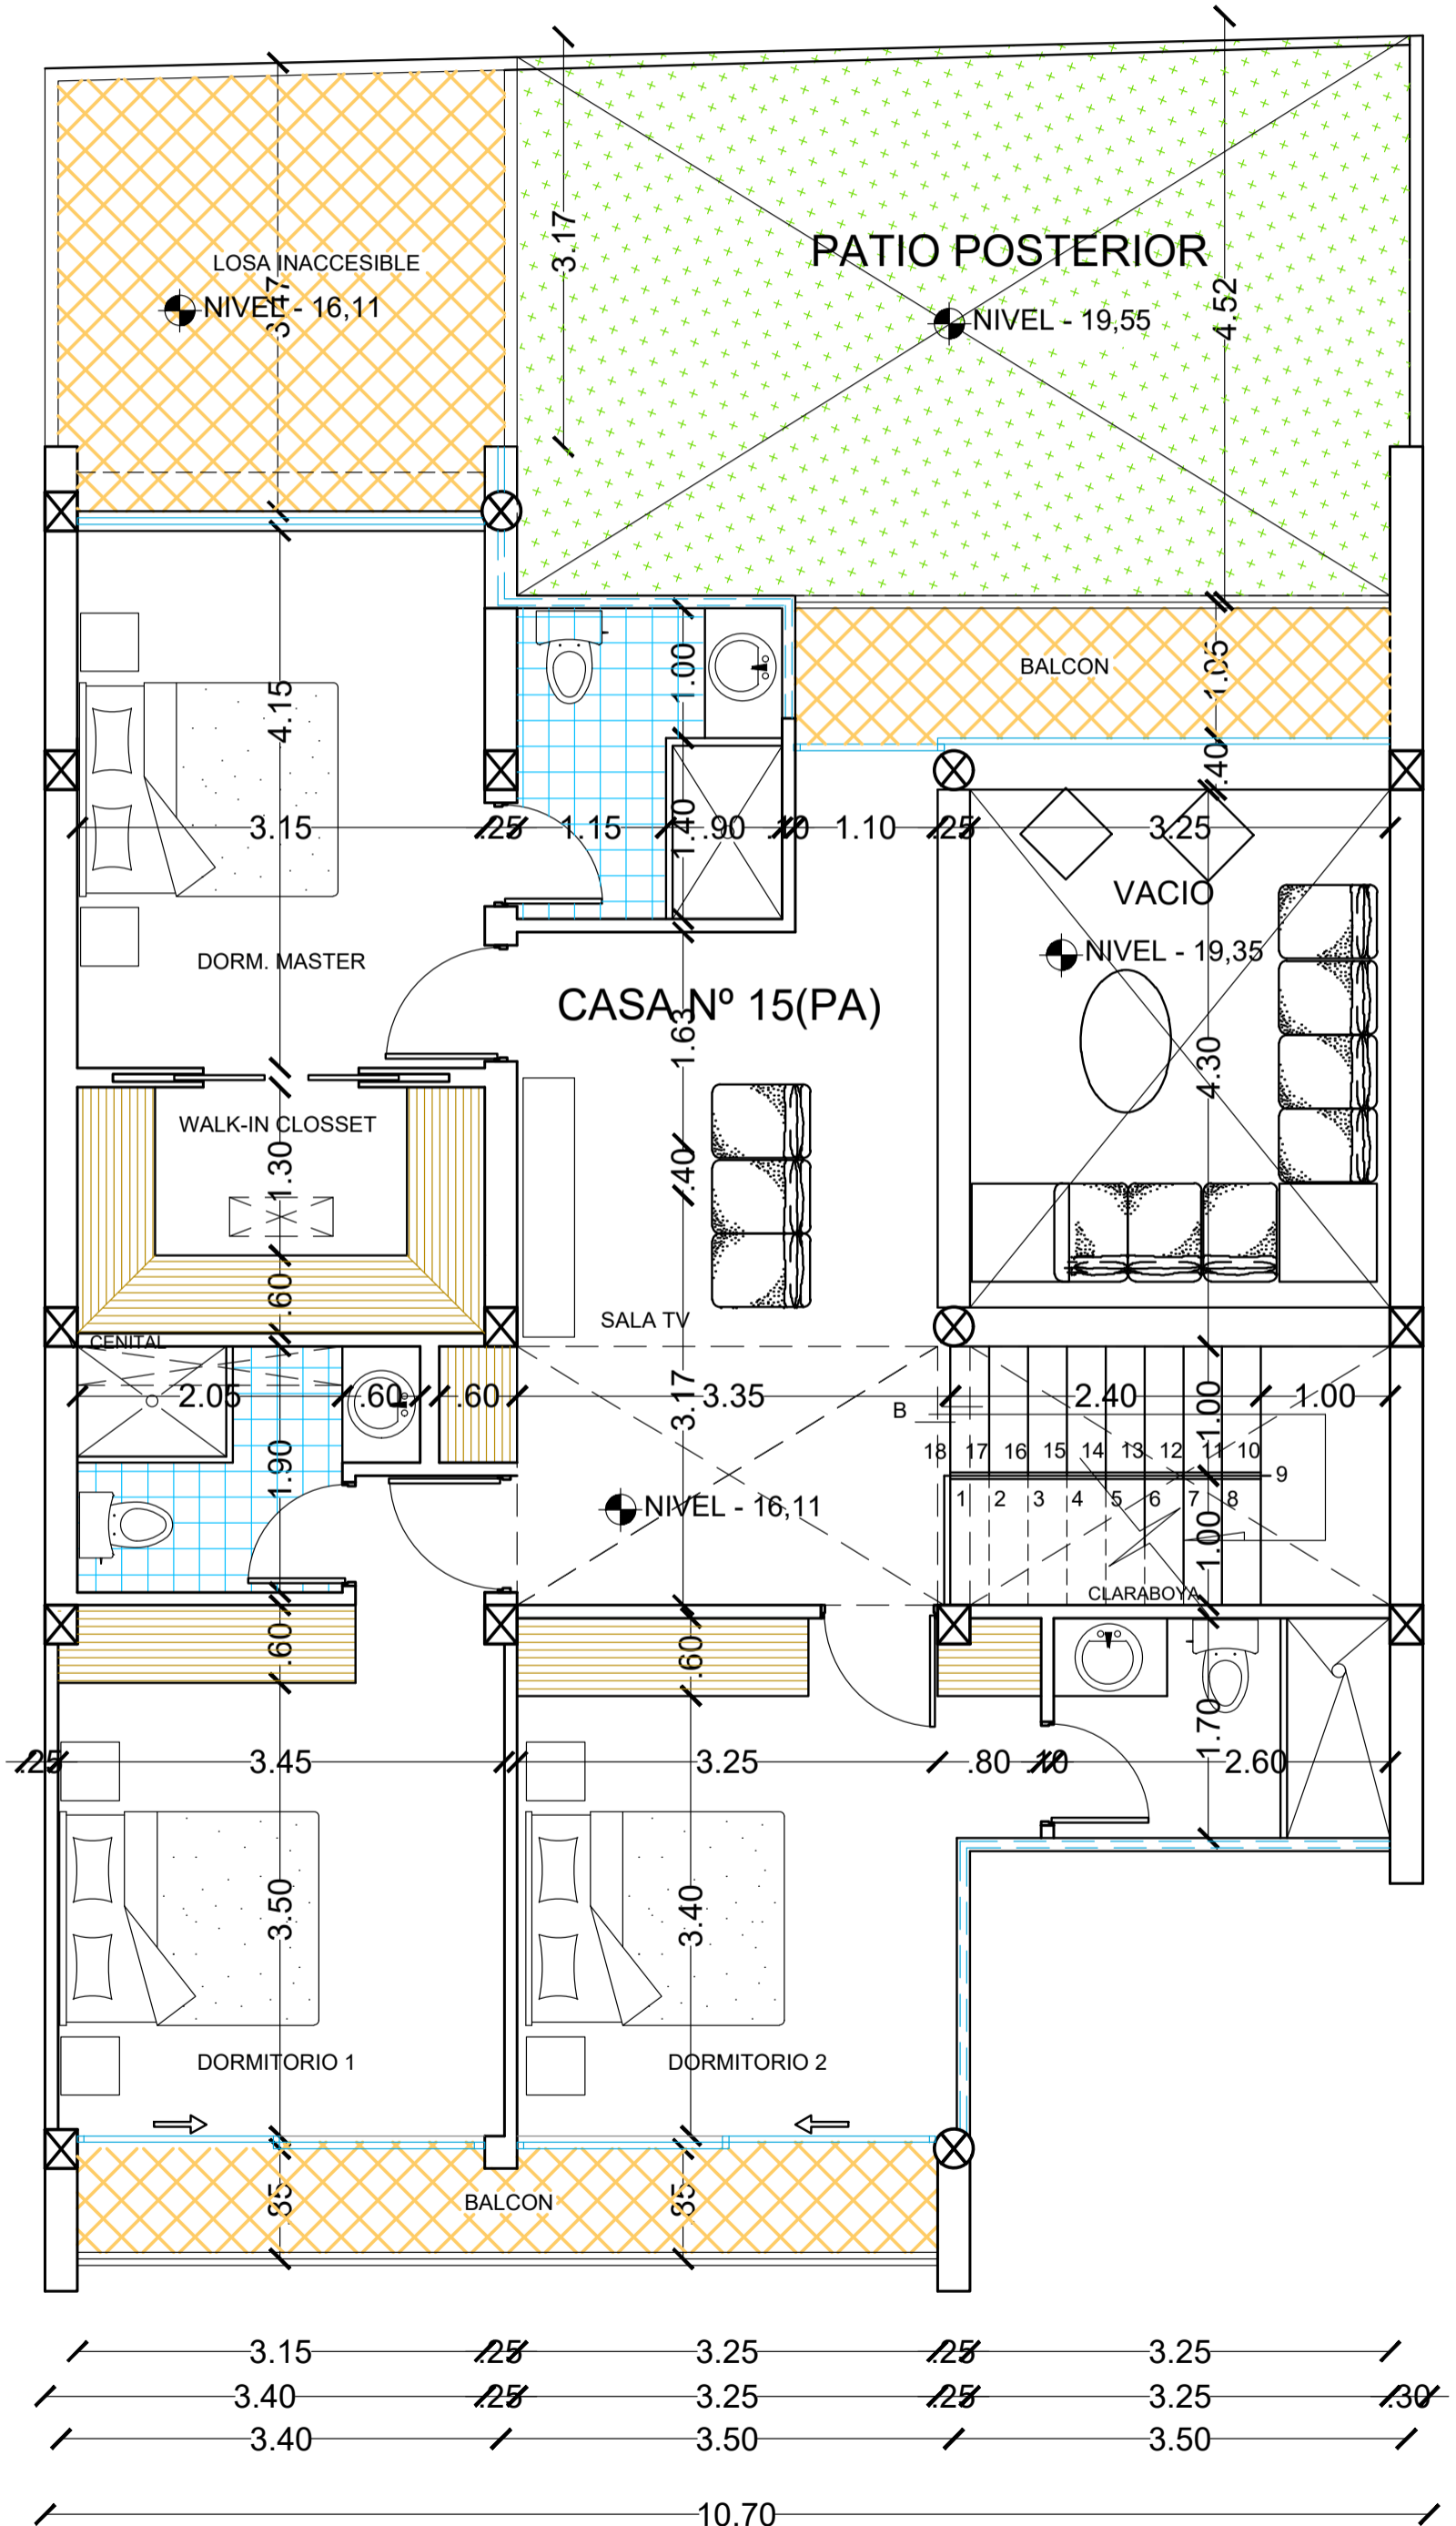 3.17
PATIO POSTERIOR
LOSA INACCESIBLE
3.47
NIVEL - 16,11
NIVEL - 19,55
4.52
4.15
1.00
BALCON
1.05
.40
3.15
.25
1.15
1.40
.90
.10
1.10
.25
3.25
VACIO
NIVEL - 19,35
DORM. MASTER
CASA Nº 15(PA)
1.63
4.30
WALK-IN CLOSSET
1.30
.40
.60
SALA TV
CENITAL
2.05
.60
.60
3.35
3.17
2.40
1.00
1.00
B
18 17 16 15 14 13 12 11 10
9
1 2 3 4 5 6 7 8
1.90
NIVEL - 16,11
1.00
CLARABOYA
.60
.60
1.70
.25
3.45
3.25
.80
.10
2.60
3.50
3.40
DORMITORIO 1
DORMITORIO 2
.85
BALCON
.85
3.15 .25 3.25 .25 3.25
3.40 .25 3.25 .25 3.25 .30
3.40 3.50 3.50
10.70